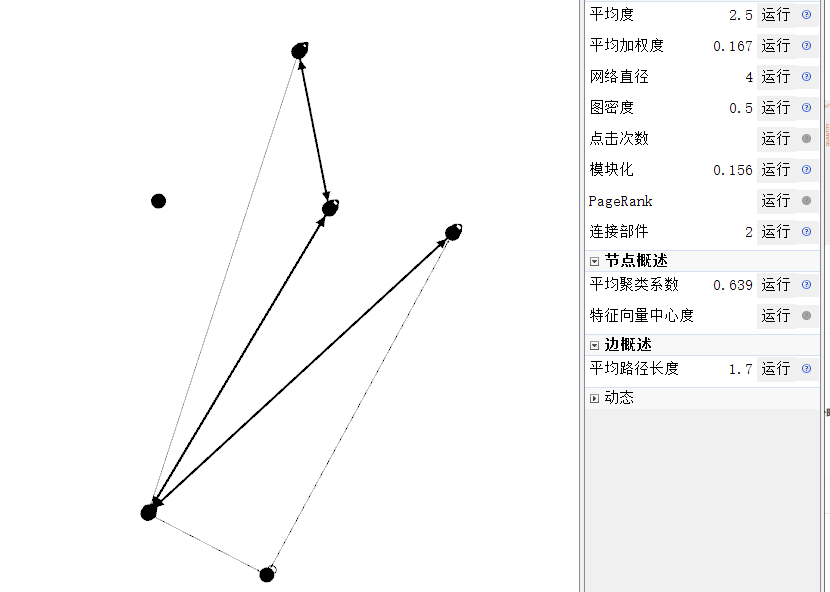 平均度 2.5 运行
平均加权度 0.167 运行
网络直径 4 运行
图密度 0.5 运行
点击次数 运行
模块化 0.156 运行
PageRank 运行
连接部件 2 运行
节点概述
平均聚类系数 0.639 运行
特征向量中心度 运行
边概述
平均路径长度 1.7 运行
动态